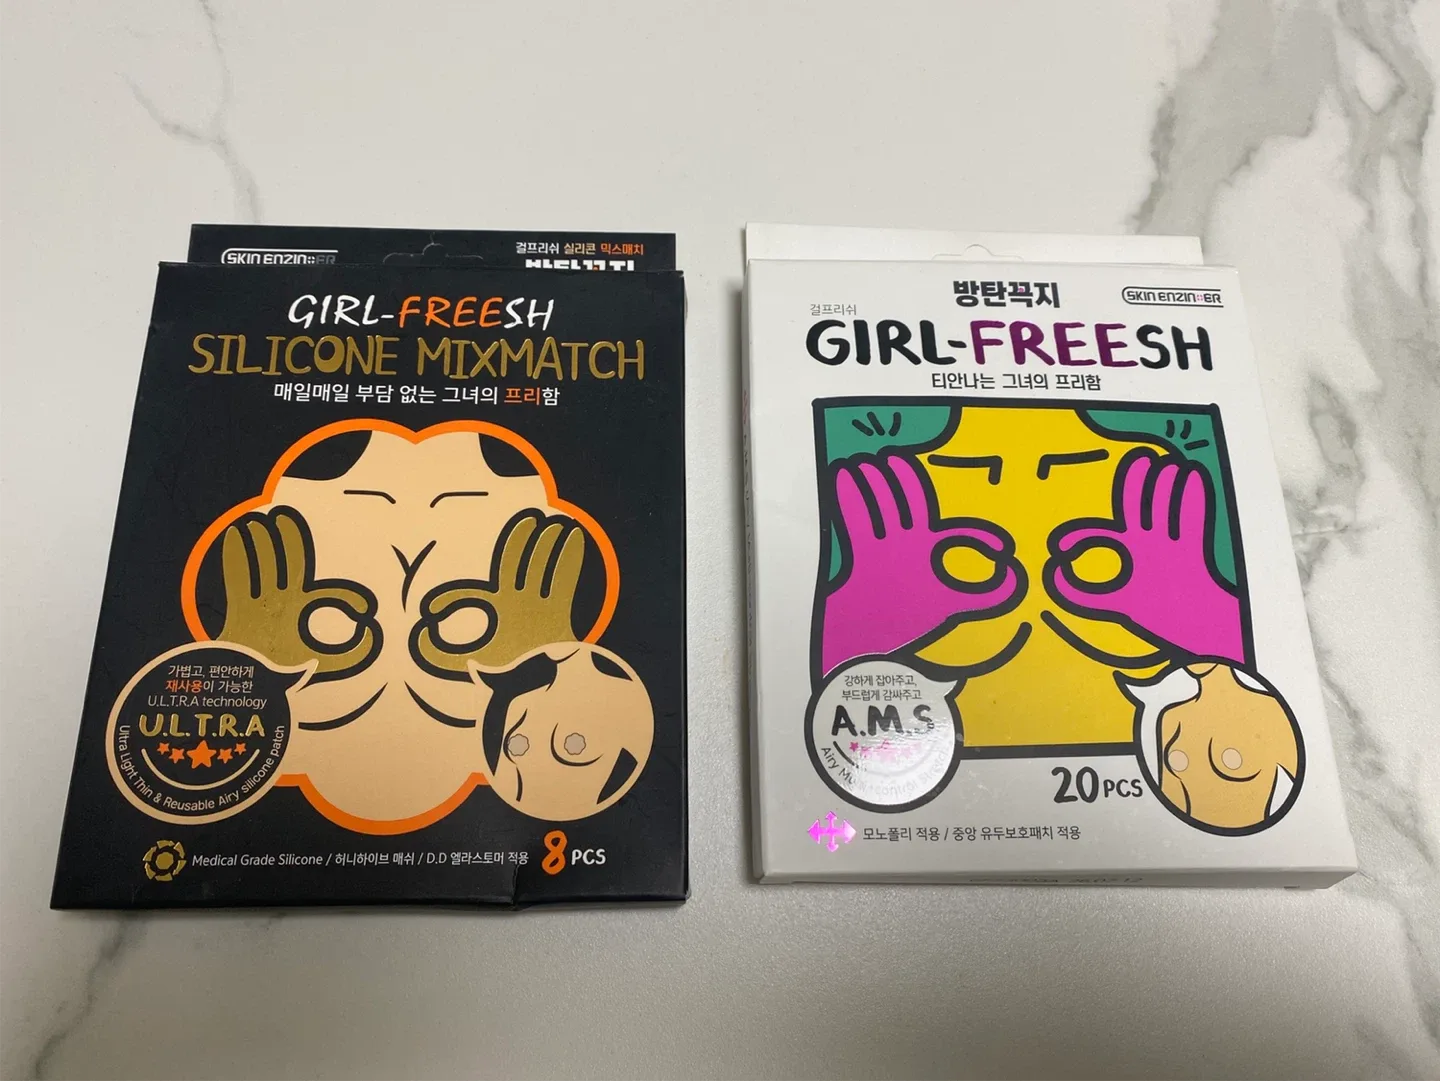 SKIN ENZIN::ER
걸프리쉬 실리콘 믹스매치
GIRL-FREESH
SILICONE MIXMATCH
매일매일 부담 없는 그녀의 프리함
가볍고, 편안하게
재사용이 가능한
U.L.T.R.A technology
U.L.T.R.A
Ultra Light Thin & Reusable Airy silicone patch
Medical Grade Silicone / 허니하이브 매쉬 / D.D 엘라스토머 적용
8 PCS
방탄꼭지
SKIN ENZIN::ER
걸프리쉬
GIRL-FREESH
티안나는 그녀의 프리함
강하게 잡아주고,
부드럽게 감싸주고
A.M.S
20 PCS
모노폴리 적용 / 중앙 유두보호패치 적용